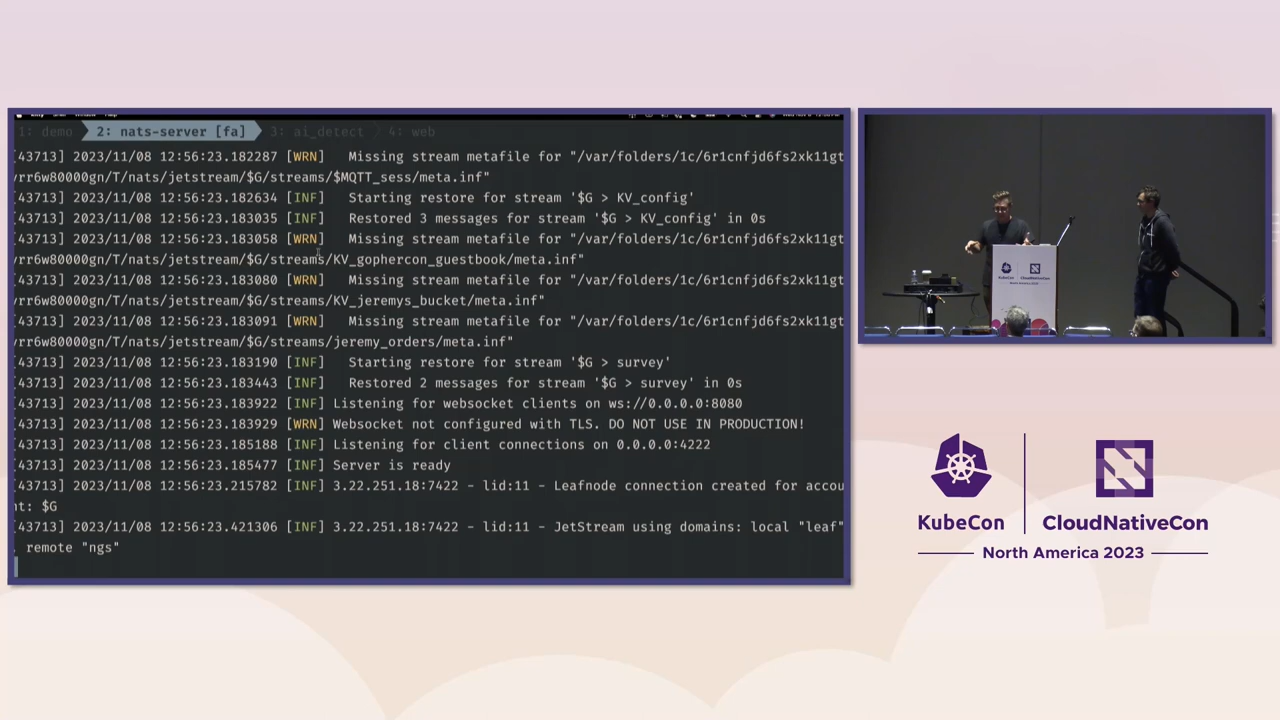 1: demo 2: nats-server [fa] 3: ai_detect 4: web
[43713] 2023/11/08 12:56:23.182287 [WRN]   Missing stream metafile for "/var/folders/1c/6r1cnfjd6fs2xk11gt
yrr6w80000gn/T/nats/jetstream/$G/streams/$MQTT_sess/meta.inf"
[43713] 2023/11/08 12:56:23.182634 [INF]   Starting restore for stream '$G > KV_config'
[43713] 2023/11/08 12:56:23.183035 [INF]   Restored 3 messages for stream '$G > KV_config' in 0s
[43713] 2023/11/08 12:56:23.183058 [WRN]   Missing stream metafile for "/var/folders/1c/6r1cnfjd6fs2xk11gt
yrr6w80000gn/T/nats/jetstream/$G/streams/KV_gophercon_guestbook/meta.inf"
[43713] 2023/11/08 12:56:23.183080 [WRN]   Missing stream metafile for "/var/folders/1c/6r1cnfjd6fs2xk11gt
yrr6w80000gn/T/nats/jetstream/$G/streams/KV_jeremys_bucket/meta.inf"
[43713] 2023/11/08 12:56:23.183091 [WRN]   Missing stream metafile for "/var/folders/1c/6r1cnfjd6fs2xk11gt
yrr6w80000gn/T/nats/jetstream/$G/streams/jeremy_orders/meta.inf"
[43713] 2023/11/08 12:56:23.183190 [INF]   Starting restore for stream '$G > survey'
[43713] 2023/11/08 12:56:23.183443 [INF]   Restored 2 messages for stream '$G > survey' in 0s
[43713] 2023/11/08 12:56:23.183922 [INF] Listening for websocket clients on ws://0.0.0.0:8080
[43713] 2023/11/08 12:56:23.183929 [WRN] Websocket not configured with TLS. DO NOT USE IN PRODUCTION!
[43713] 2023/11/08 12:56:23.185188 [INF] Listening for client connections on 0.0.0.0:4222
[43713] 2023/11/08 12:56:23.185477 [INF] Server is ready
[43713] 2023/11/08 12:56:23.215282 [INF] 3.22.251.18:7422 - lid:11 - Leafnode connection created for accou
nt: $G
[43713] 2023/11/08 12:56:23.421306 [INF] 3.22.251.18:7422 - lid:11 - JetStream using domains: local "leaf"
, remote "ngs"
KubeCon CloudNativeCon
KubeCon
CloudNativeCon
North America 2023